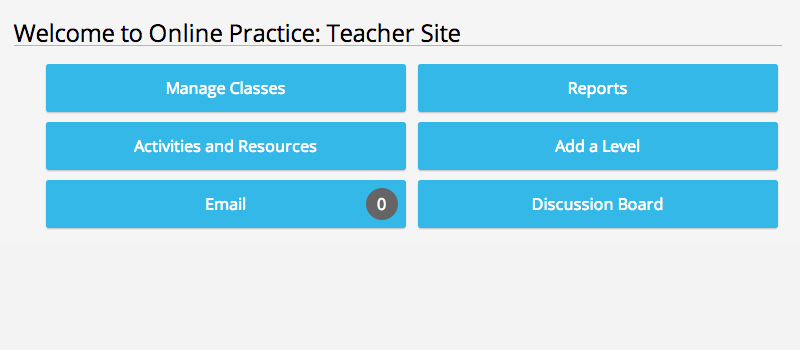 Welcome to Online Practice: Teacher Site
Manage Classes
Reports
Activities and Resources
Add a Level
Email
0
Discussion Board